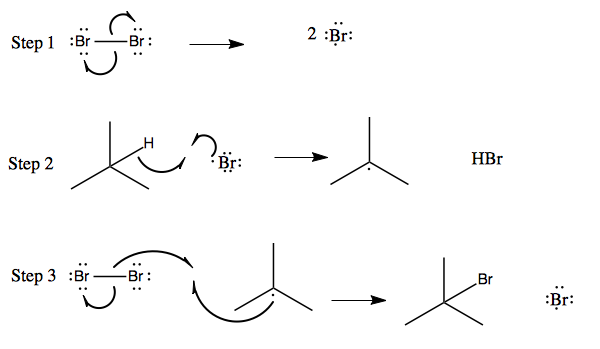 Step 1 :Br — Br: 2 :Br:
Step 2 H Br: HBr
Step 3 :Br — Br: Br :Br: